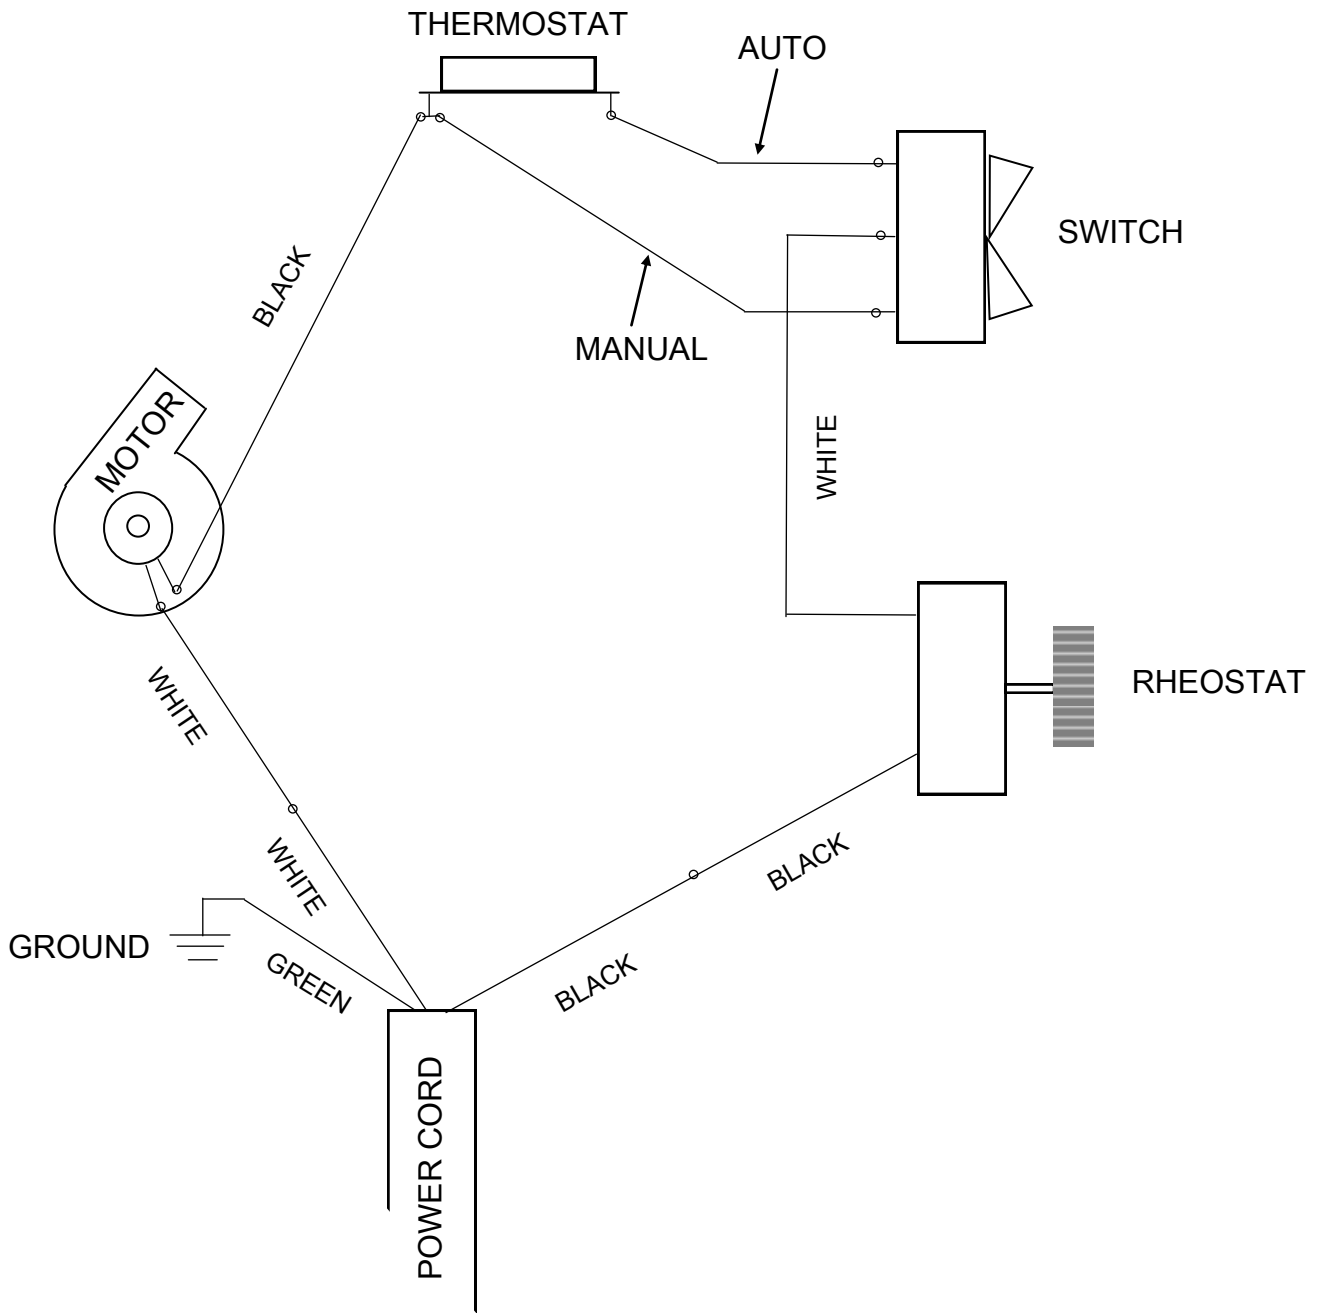 THERMOSTAT
AUTO
SWITCH
BLACK
MANUAL
MOTOR
WHITE
RHEOSTAT
WHITE
WHITE
BLACK
GROUND
GREEN
BLACK
POWER CORD